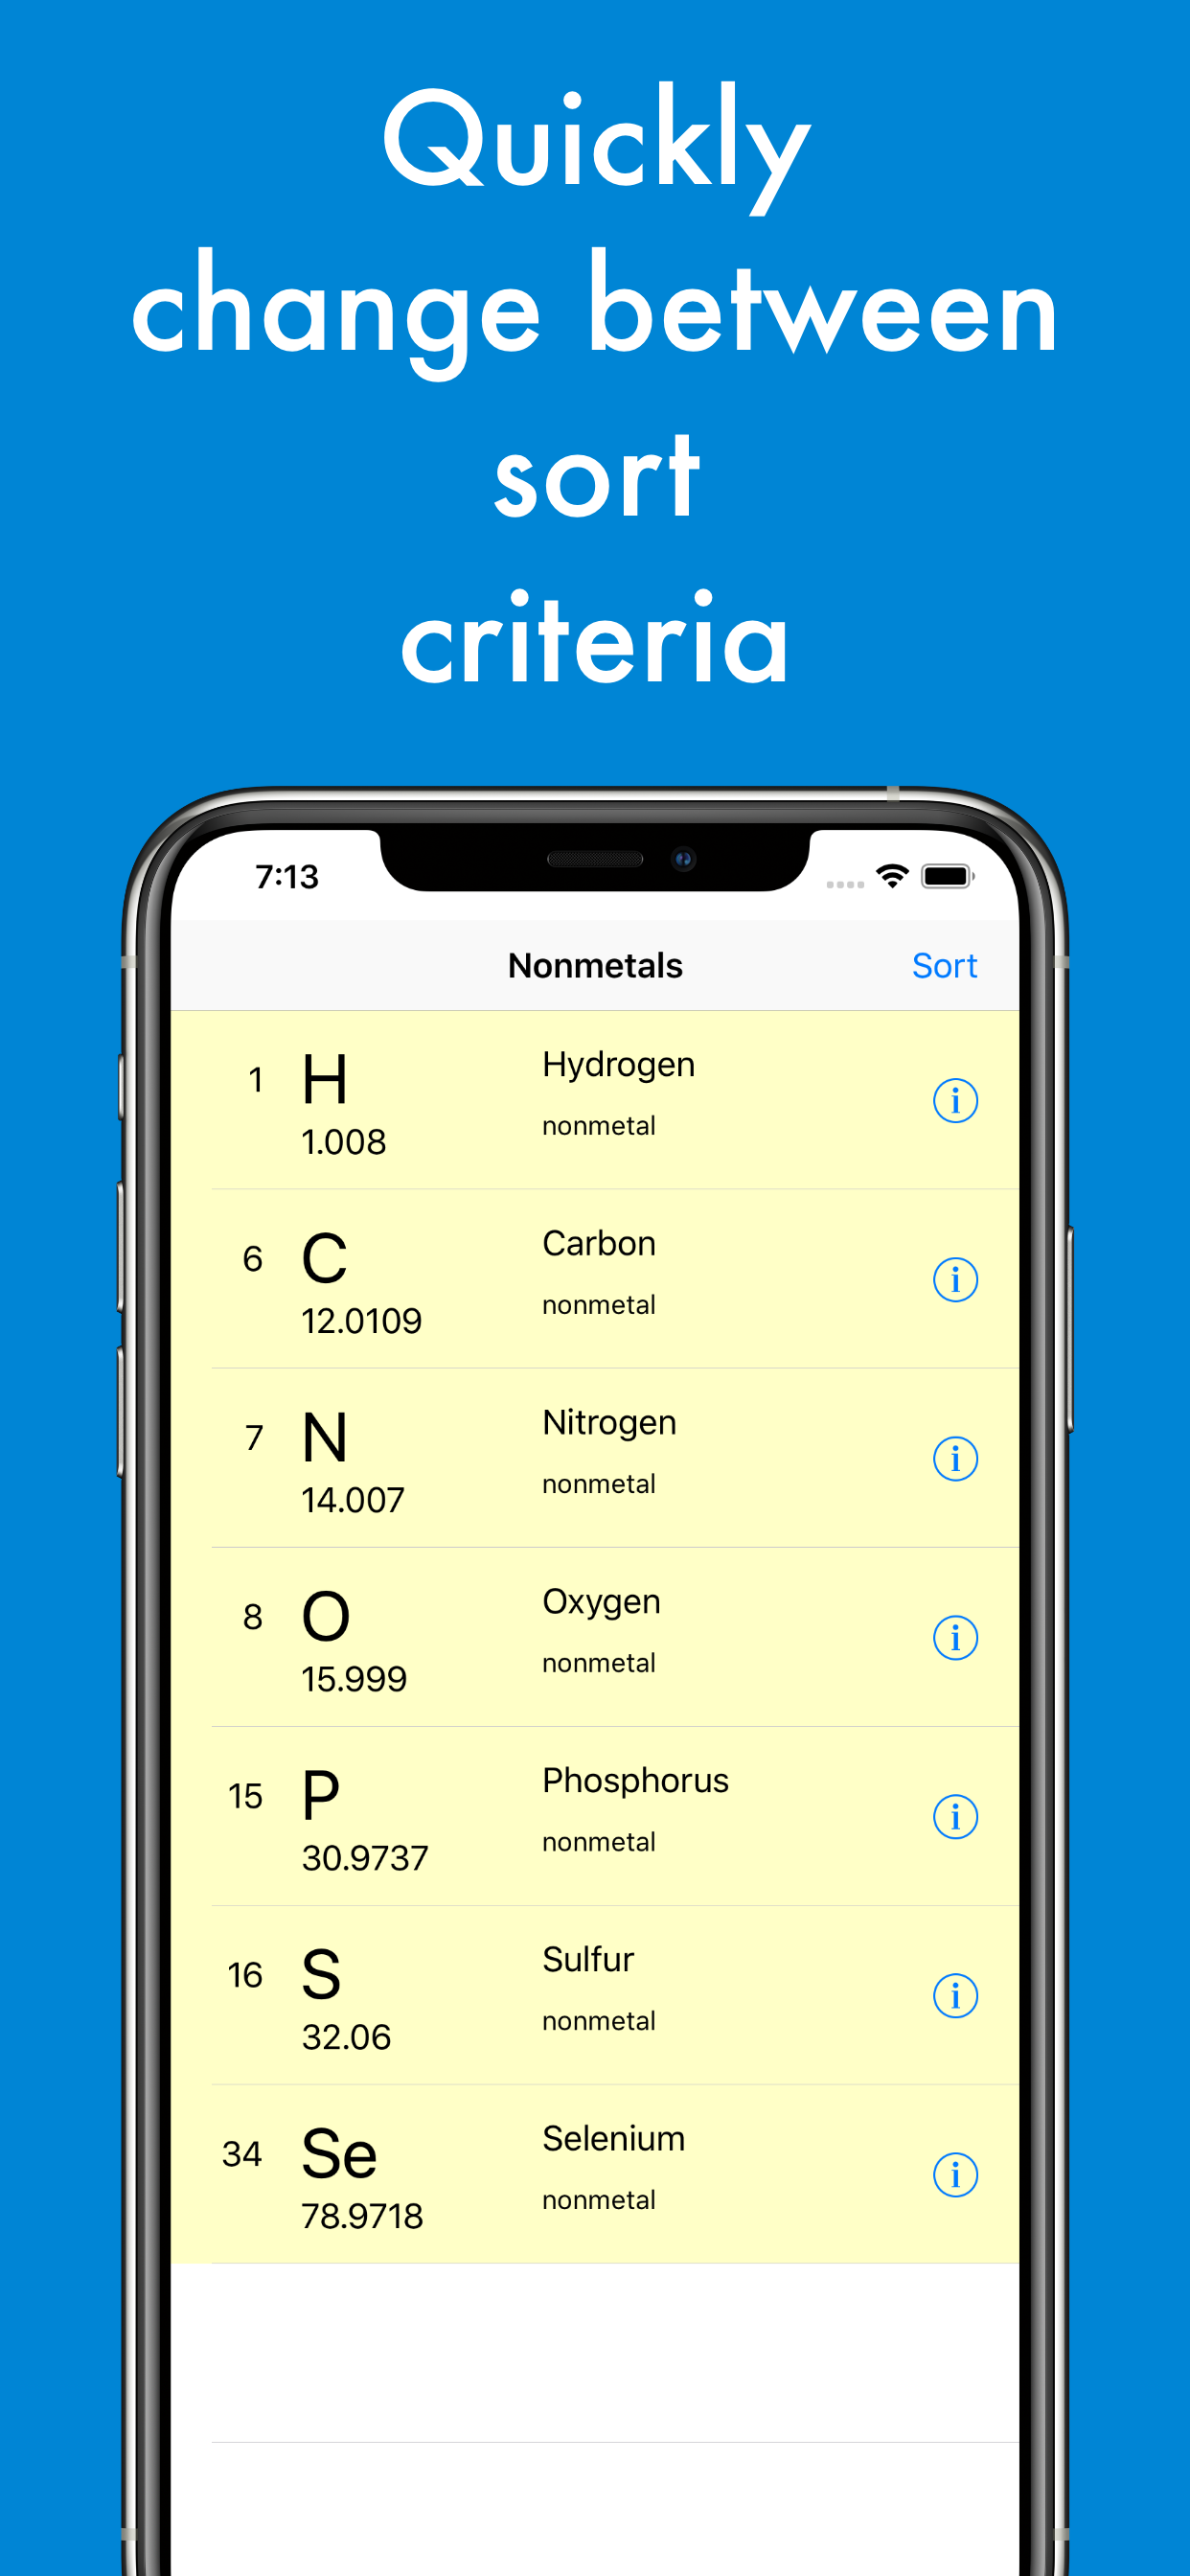 Quickly
change between
sort
criteria
7:13
Nonmetals Sort
1 H Hydrogen
nonmetal
1.008
6 C Carbon
nonmetal
12.0109
7 N Nitrogen
nonmetal
14.007
8 O Oxygen
nonmetal
15.999
15 P Phosphorus
nonmetal
30.9737
16 S Sulfur
nonmetal
32.06
34 Se Selenium
nonmetal
78.9718